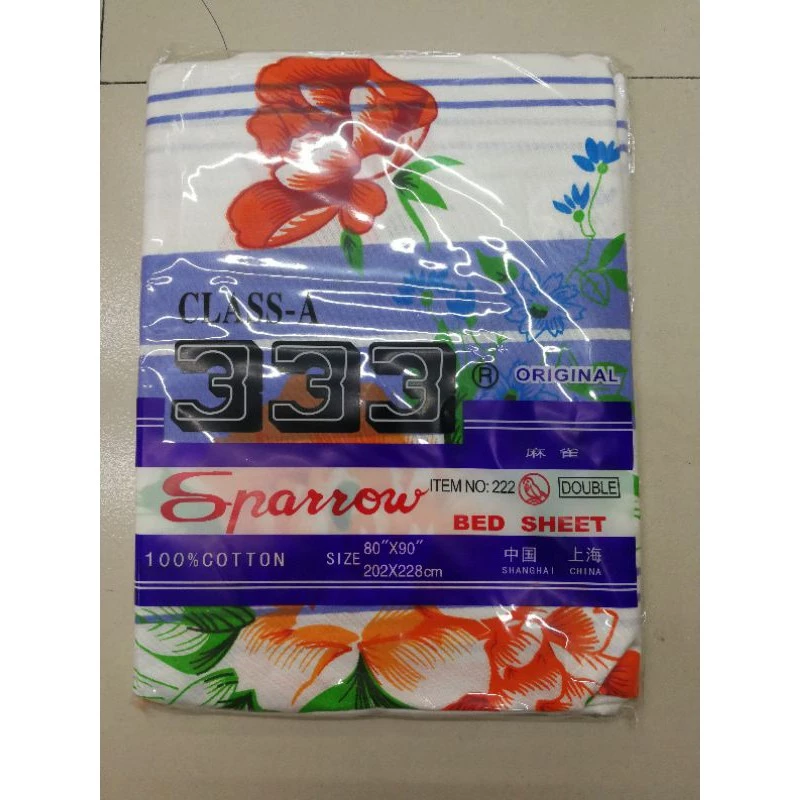 CLASS-A
333 ® ORIGINAL
麻雀
Sparrow ITEM NO: 222 DOUBLE
BED SHEET
100%COTTON SIZE 80"X90" 中国 上海
202X228cm SHANGHAI CHINA